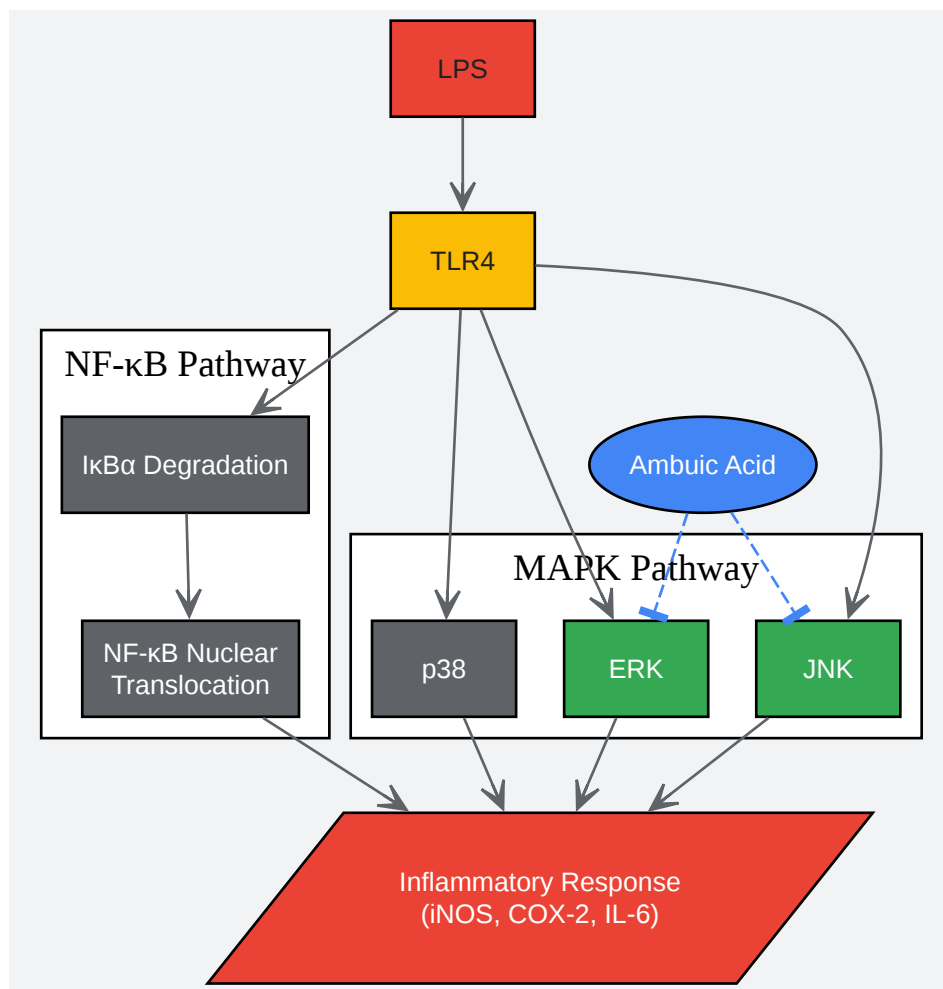 LPS
TLR4
NF-κB Pathway
IκBα Degradation
Ambuic Acid
MAPK Pathway
NF-κB Nuclear
Translocation
p38
ERK
JNK
Inflammatory Response
(iNOS, COX-2, IL-6)